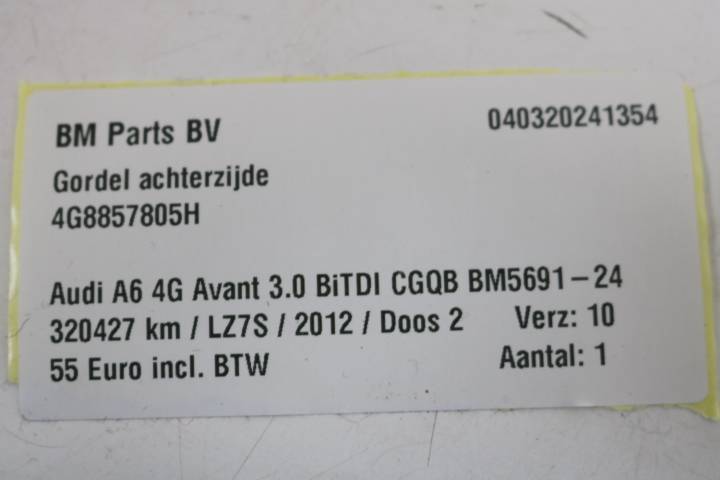 BM Parts BV 040320241354
Gordel achterzijde
4G8857805H
Audi A6 4G Avant 3.0 BiTDI CGQB BM5691-24
320427 km / LZ7S / 2012 / Doos 2 Verz: 10
55 Euro incl. BTW Aantal: 1